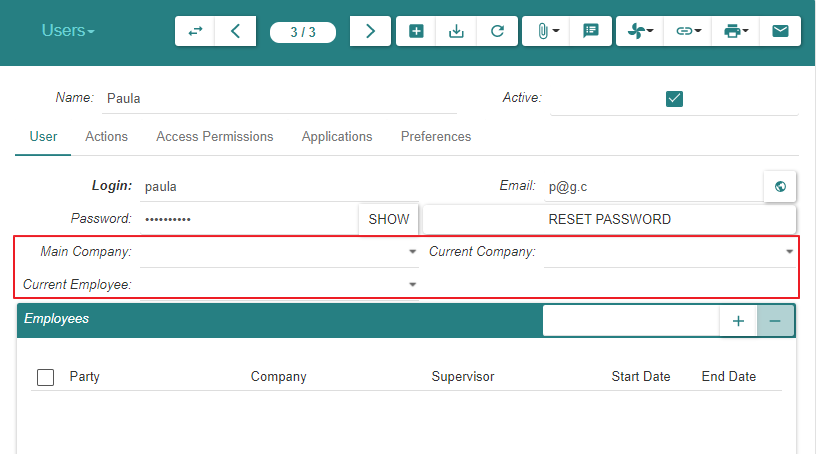 Users
3 / 3
Name: Paula Active:
User Actions Access Permissions Applications Preferences
Login: paula Email: p@g.c
Password: •••••••••• SHOW RESET PASSWORD
Main Company: Current Company:
Current Employee:
Employees
Party Company Supervisor Start Date End Date